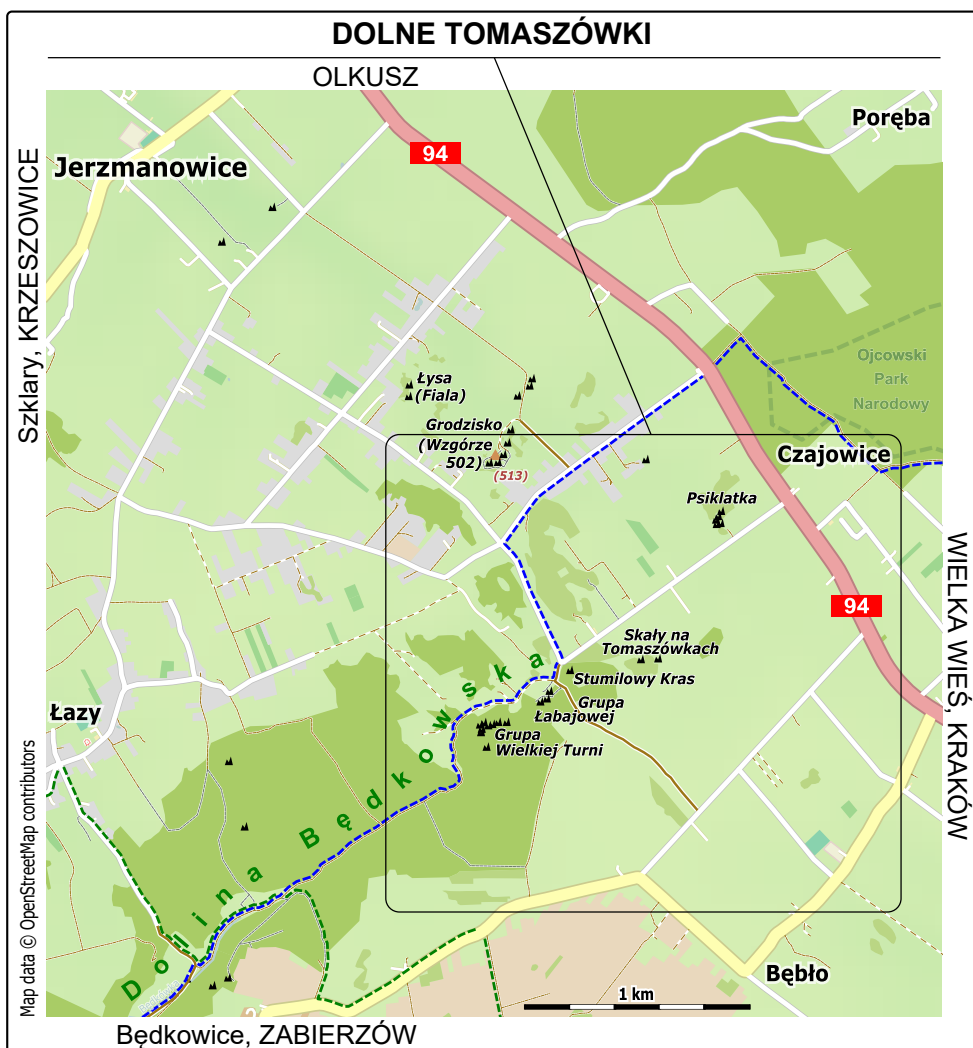 DOLNE TOMASZÓWKI
OLKUSZ
Poręba
94
Jerzmanowice
Szklary, KRZESZOWICE
Ojcowski
Park
Narodowy
Łysa
(Fiala)
Grodzisko
(Wzgórze
502)
(513)
Czajowice
Psiklatka
WIELKA WIEŚ, KRAKÓW
94
Skały na
Tomaszówkach
Stumilowy Kras
Grupa
Łabajowej
Grupa
Wielkiej Turni
Łazy
Dolina Będkowska
Map data © OpenStreetMap contributors
Bębło
1 km
Będkowice, ZABIERZÓW